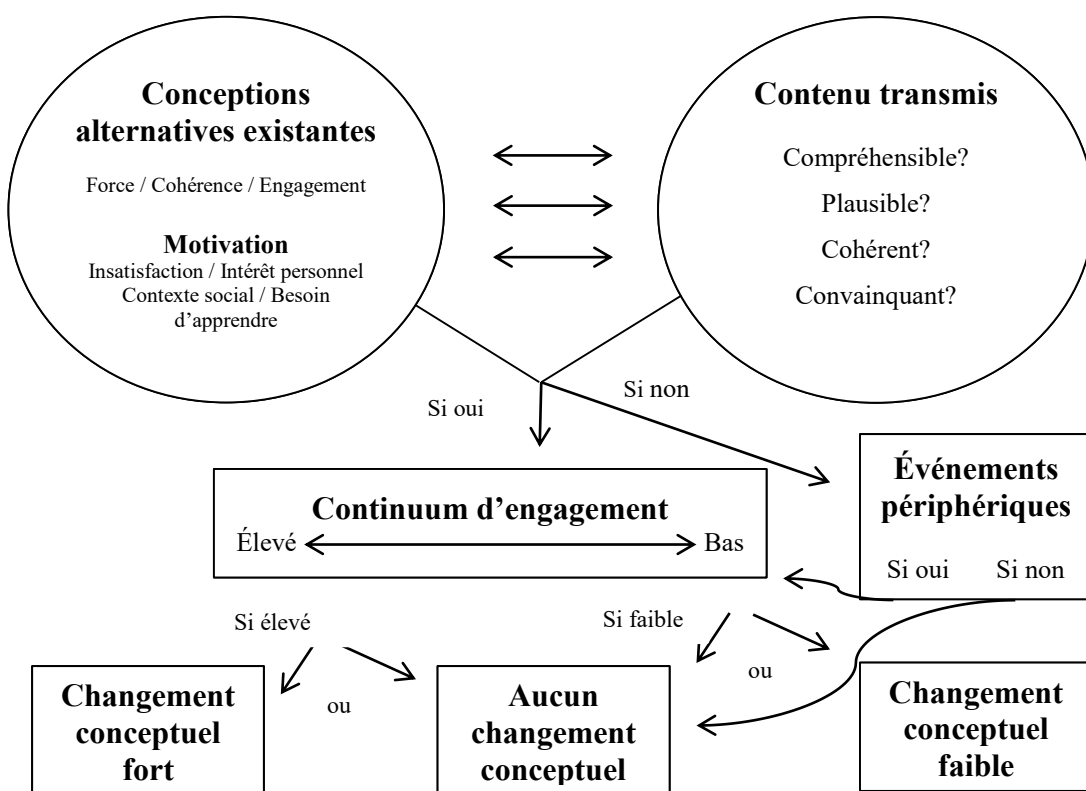 Conceptions
alternatives existantes
Force / Cohérence / Engagement
Motivation
Insatisfaction / Intérêt personnel
Contexte social / Besoin
d’apprendre
Contenu transmis
Compréhensible?
Plausible?
Cohérent?
Convainquant?
Si oui
Si non
Continuum d’engagement
Élevé
Bas
Événements
périphériques
Si oui
Si non
Si élevé
Si faible
ou
ou
Changement
conceptuel
fort
Aucun
changement
conceptuel
Changement
conceptuel
faible